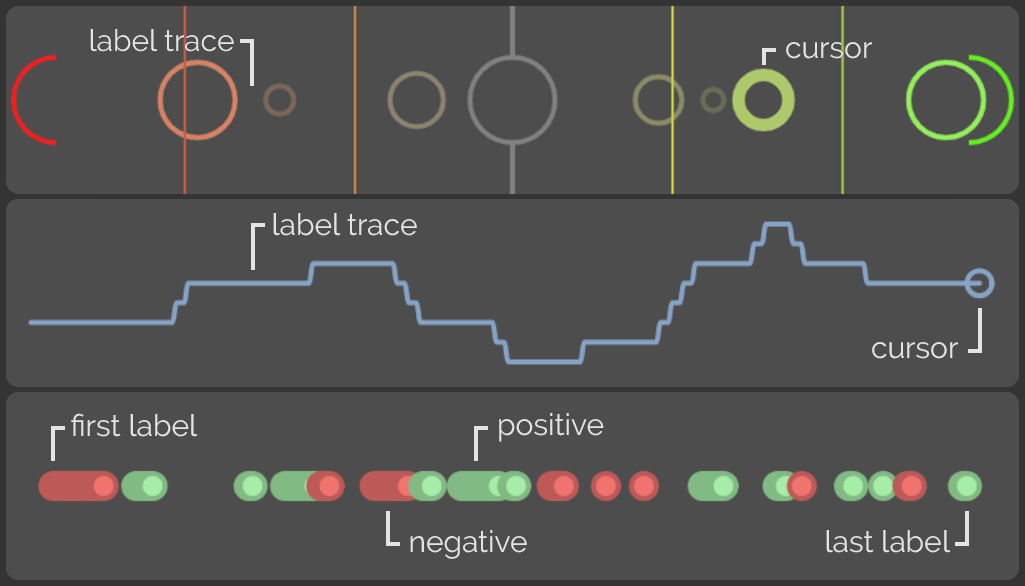 label trace
cursor
label trace
cursor
first label
positive
negative
last label